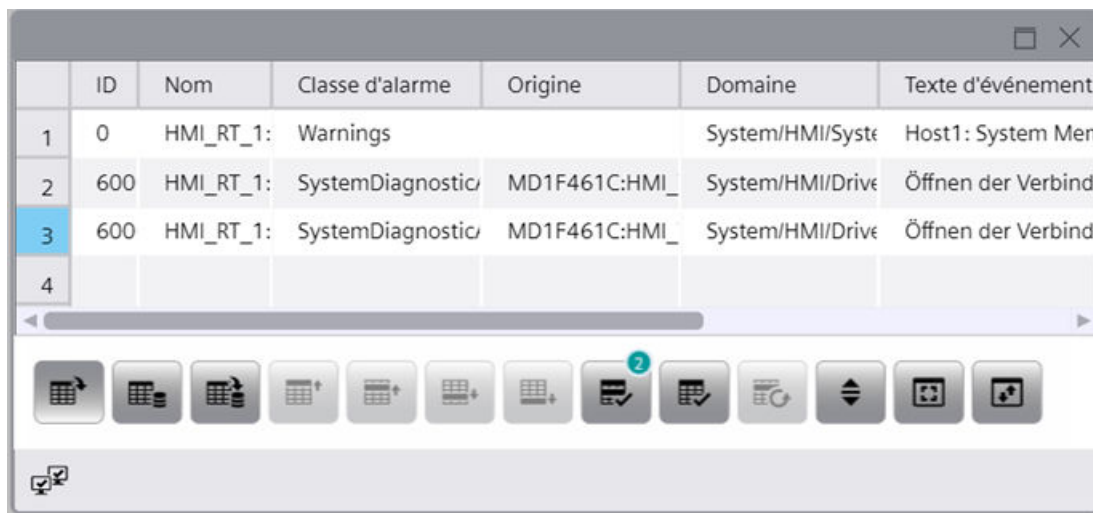 ID Nom Classe d'alarme Origine Domaine Texte d'événement
1 0 HMI_RT_1: Warnings System/HMI/Syste Host1: System Mer
2 600 HMI_RT_1: SystemDiagnostic MD1F461C:HMI_ System/HMI/Drive Öffnen der Verbind
3 600 HMI_RT_1: SystemDiagnostic MD1F461C:HMI_ System/HMI/Drive Öffnen der Verbind
4
2